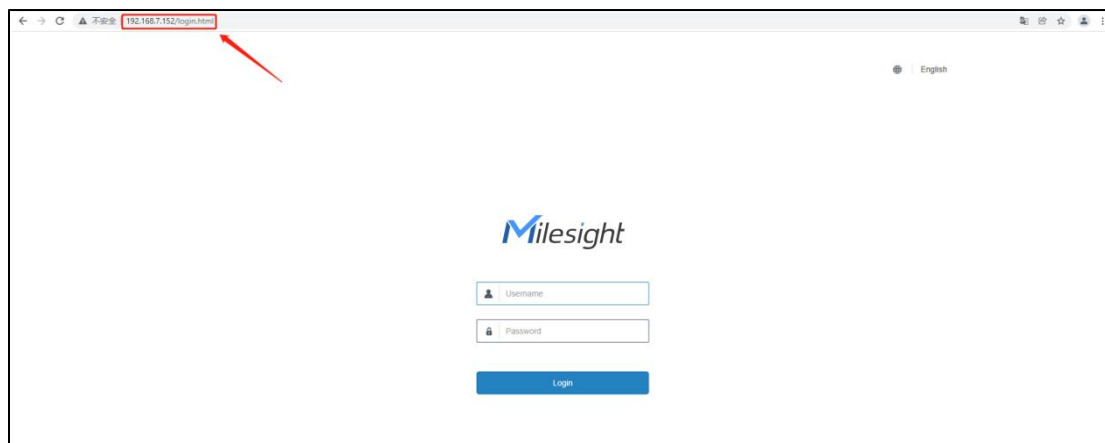 不安全 192.168.7.152/login.html
English
Milesight
Username
Password
Login